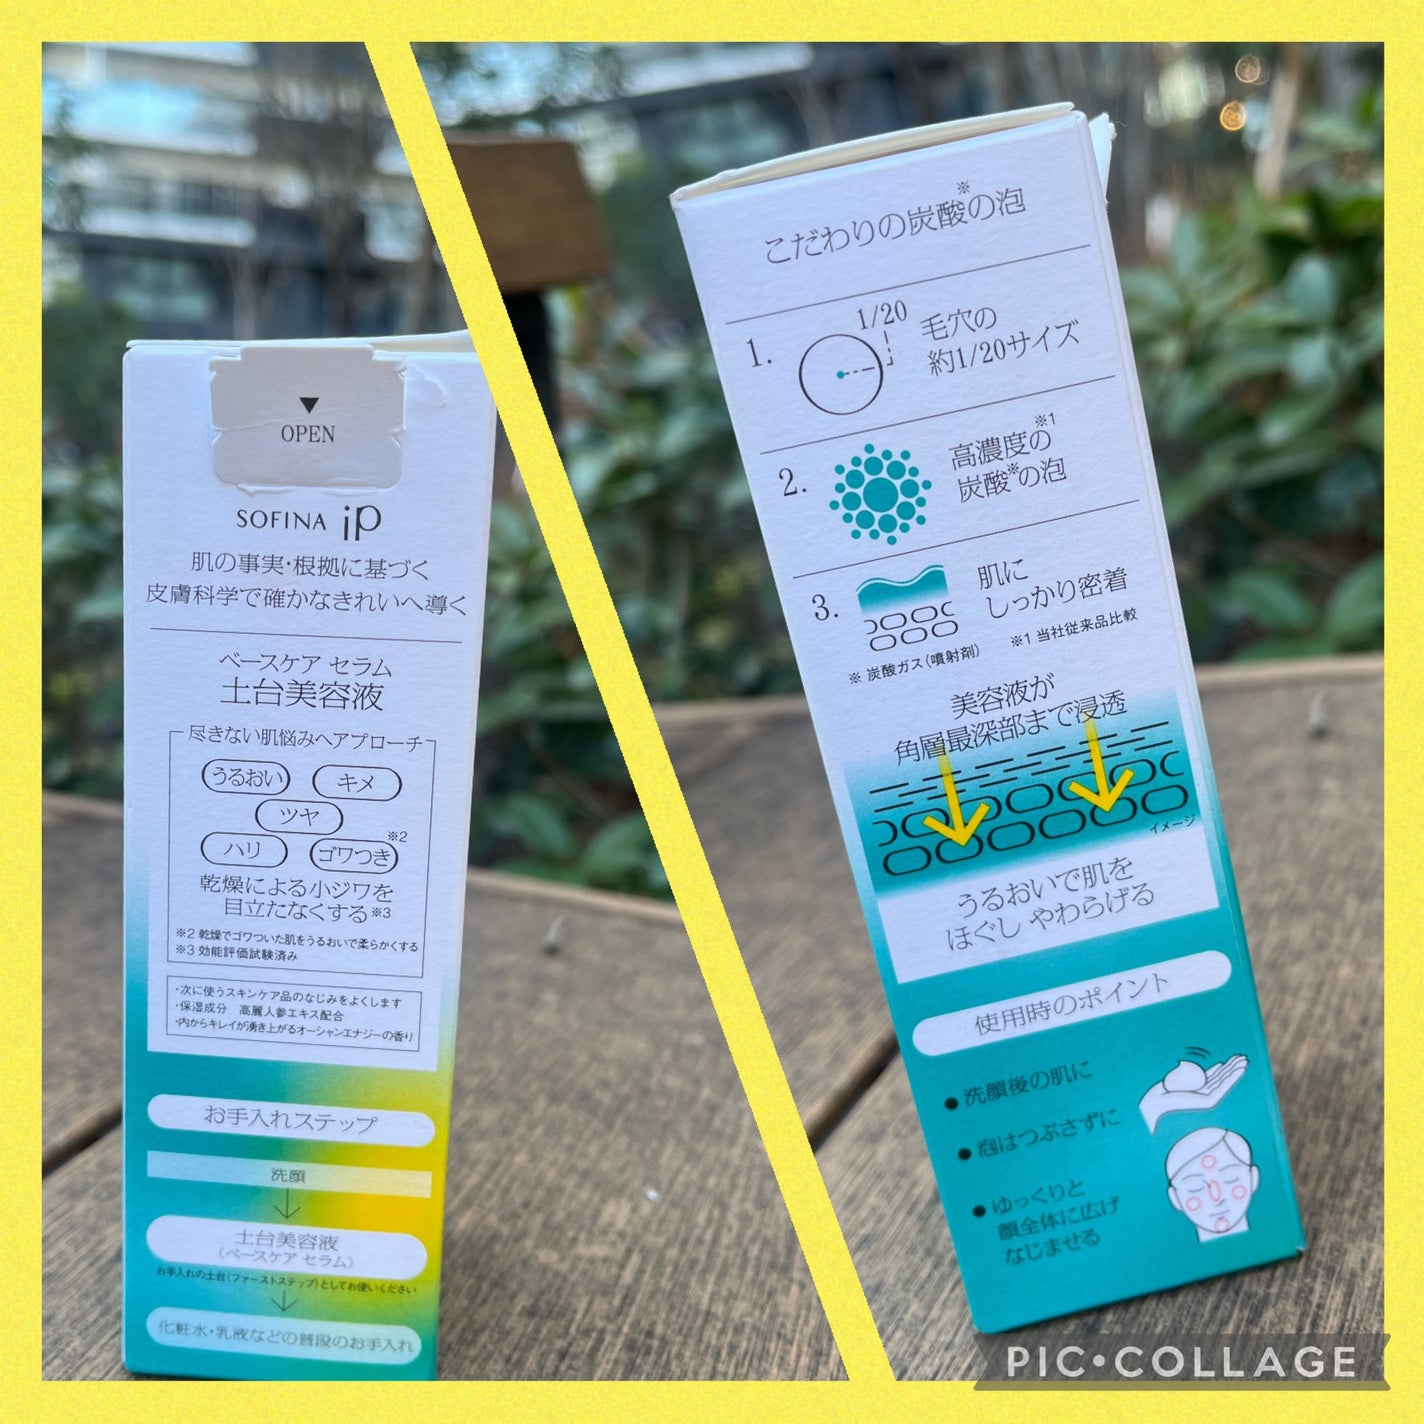 OPEN
SOFINA iP
肌の事実・根拠に基づく
皮膚科学で確かなきれいへ導く
ベースケア セラム
土台美容液
尽きない肌悩みへアプローチ
うるおい
キメ
ツヤ
ハリ
ゴワつき※2
乾燥による小ジワを
目立たなくする※3
※2 乾燥でゴワついた肌をうるおいで柔らかくする
※3 効能評価試験済み
・次に使うスキンケア品のなじみをよくします
・保湿成分 高麗人参エキス配合
・内からキレイが湧き上がるオーシャンエナジーの香り
お手入れステップ
洗顔
土台美容液
（ベースケア セラム）
お手入れの土台（ファーストステップ）としてお使いください
化粧水・乳液などの普段のお手入れ
こだわりの炭酸※の泡
1.
1/20
毛穴の
約1/20サイズ
2.
高濃度の※1
炭酸※の泡
3.
肌に
しっかり密着
※ 炭酸ガス（噴射剤）
※1 当社従来品比較
美容液が
角層最深部まで浸透
イメージ
うるおいで肌を
ほぐし やわらげる
使用時のポイント
●洗顔後の肌に
●泡はつぶさずに
●ゆっくりと
顔全体に広げ
なじませる
PIC•COLLAGE